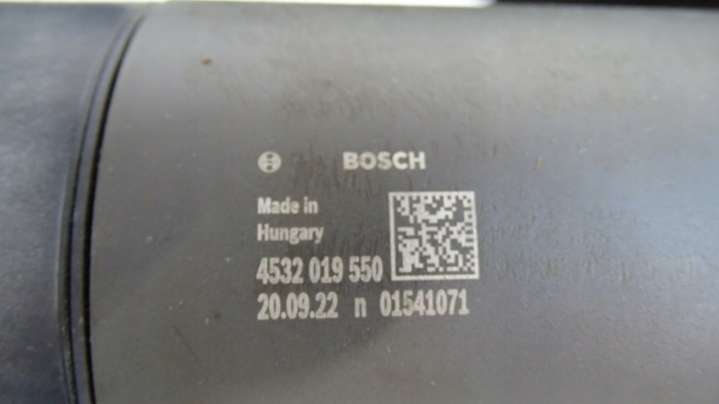 BOSCH
Made in
Hungary
4532 019 550
20.09.22 n 01541071